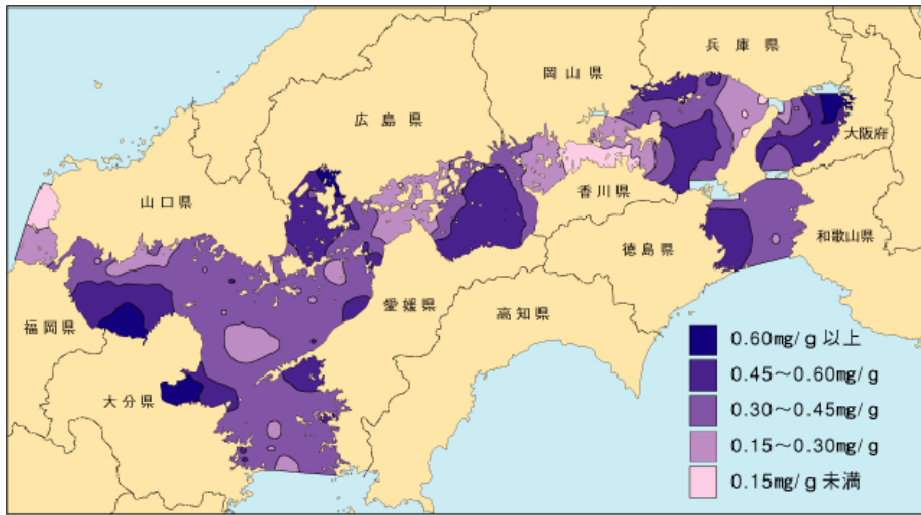 兵庫県
岡山県
広島県
大阪府
山口県
香川県
徳島県
和歌山県
愛媛県
高知県
福岡県
大分県
0.60mg/g 以上
0.45～0.60mg/g
0.30～0.45mg/g
0.15～0.30mg/g
0.15mg/g 未満